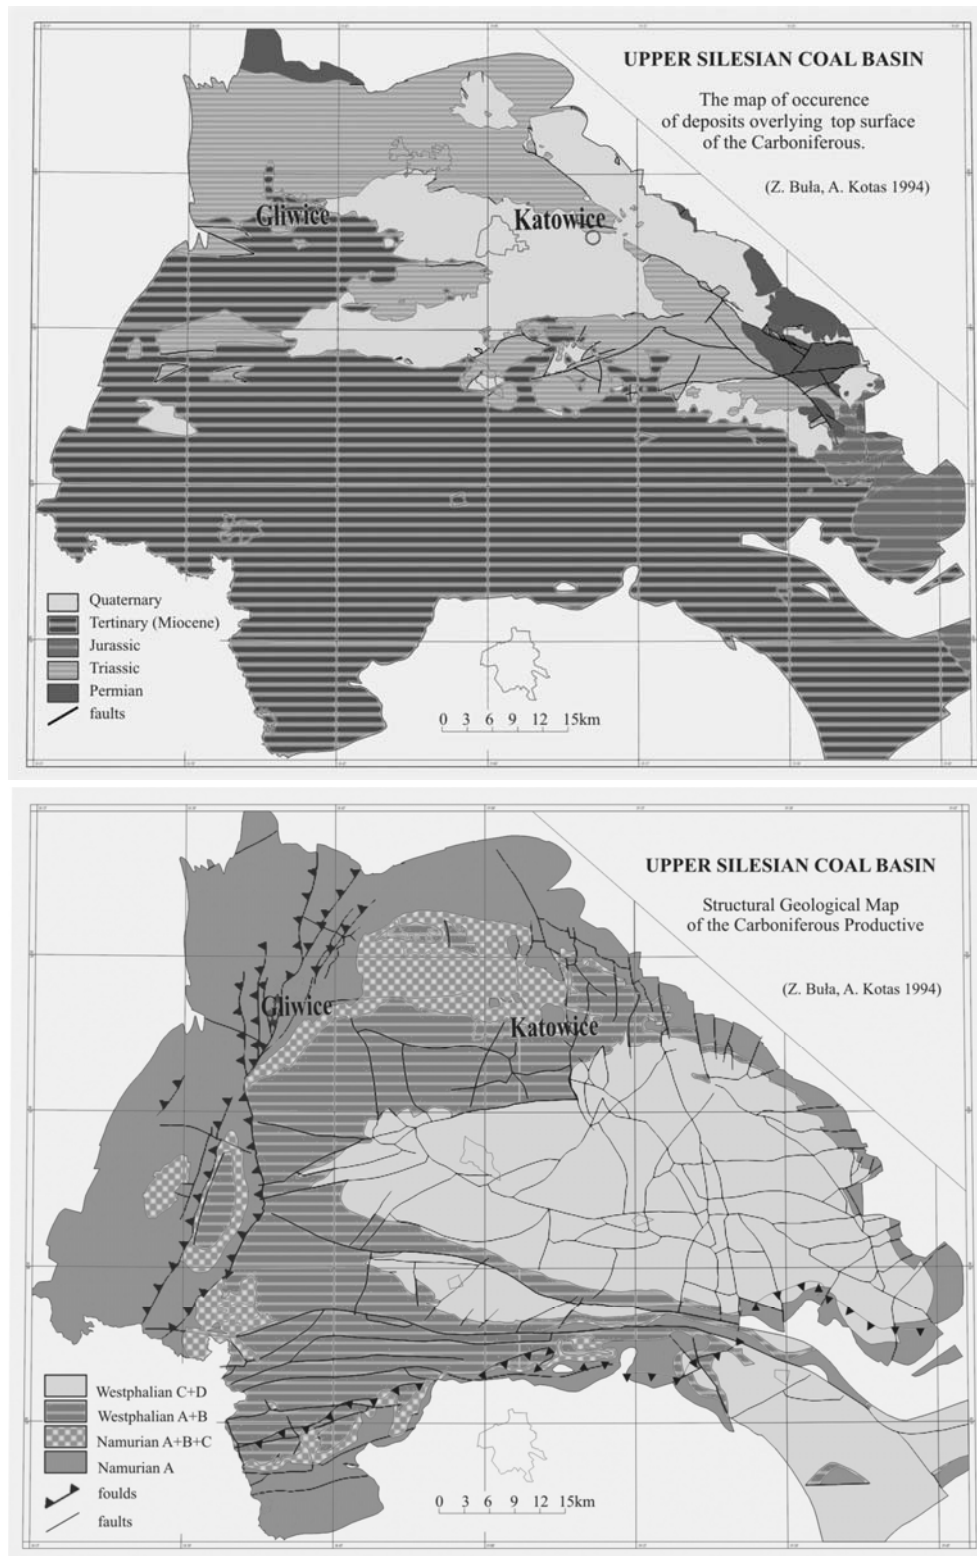 UPPER SILESIAN COAL BASIN
The map of occurence
of deposits overlying top surface
of the Carboniferous.
(Z. Buła, A. Kotas 1994)
Gliwice
Katowice
Quaternary
Tertinary (Miocene)
Jurassic
Triassic
Permian
faults
0 3 6 9 12 15km
UPPER SILESIAN COAL BASIN
Structural Geological Map
of the Carboniferous Productive
(Z. Buła, A. Kotas 1994)
Gliwice
Katowice
Westphalian C+D
Westphalian A+B
Namurian A+B+C
Namurian A
foulds
faults
0 3 6 9 12 15km